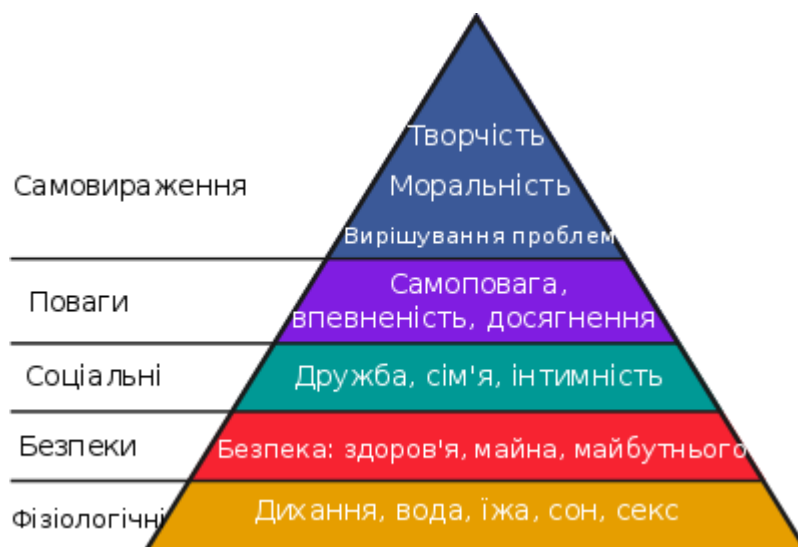 Творчість
Самовираження
Моральність
Вирішування проблем
Поваги
Самоповага,
впевненість, досягнення
Соціальні
Дружба, сім'я, інтимність
Безпеки
Безпека: здоров'я, майна, майбутнього
Фізіологічні
Дихання, вода, їжа, сон, секс